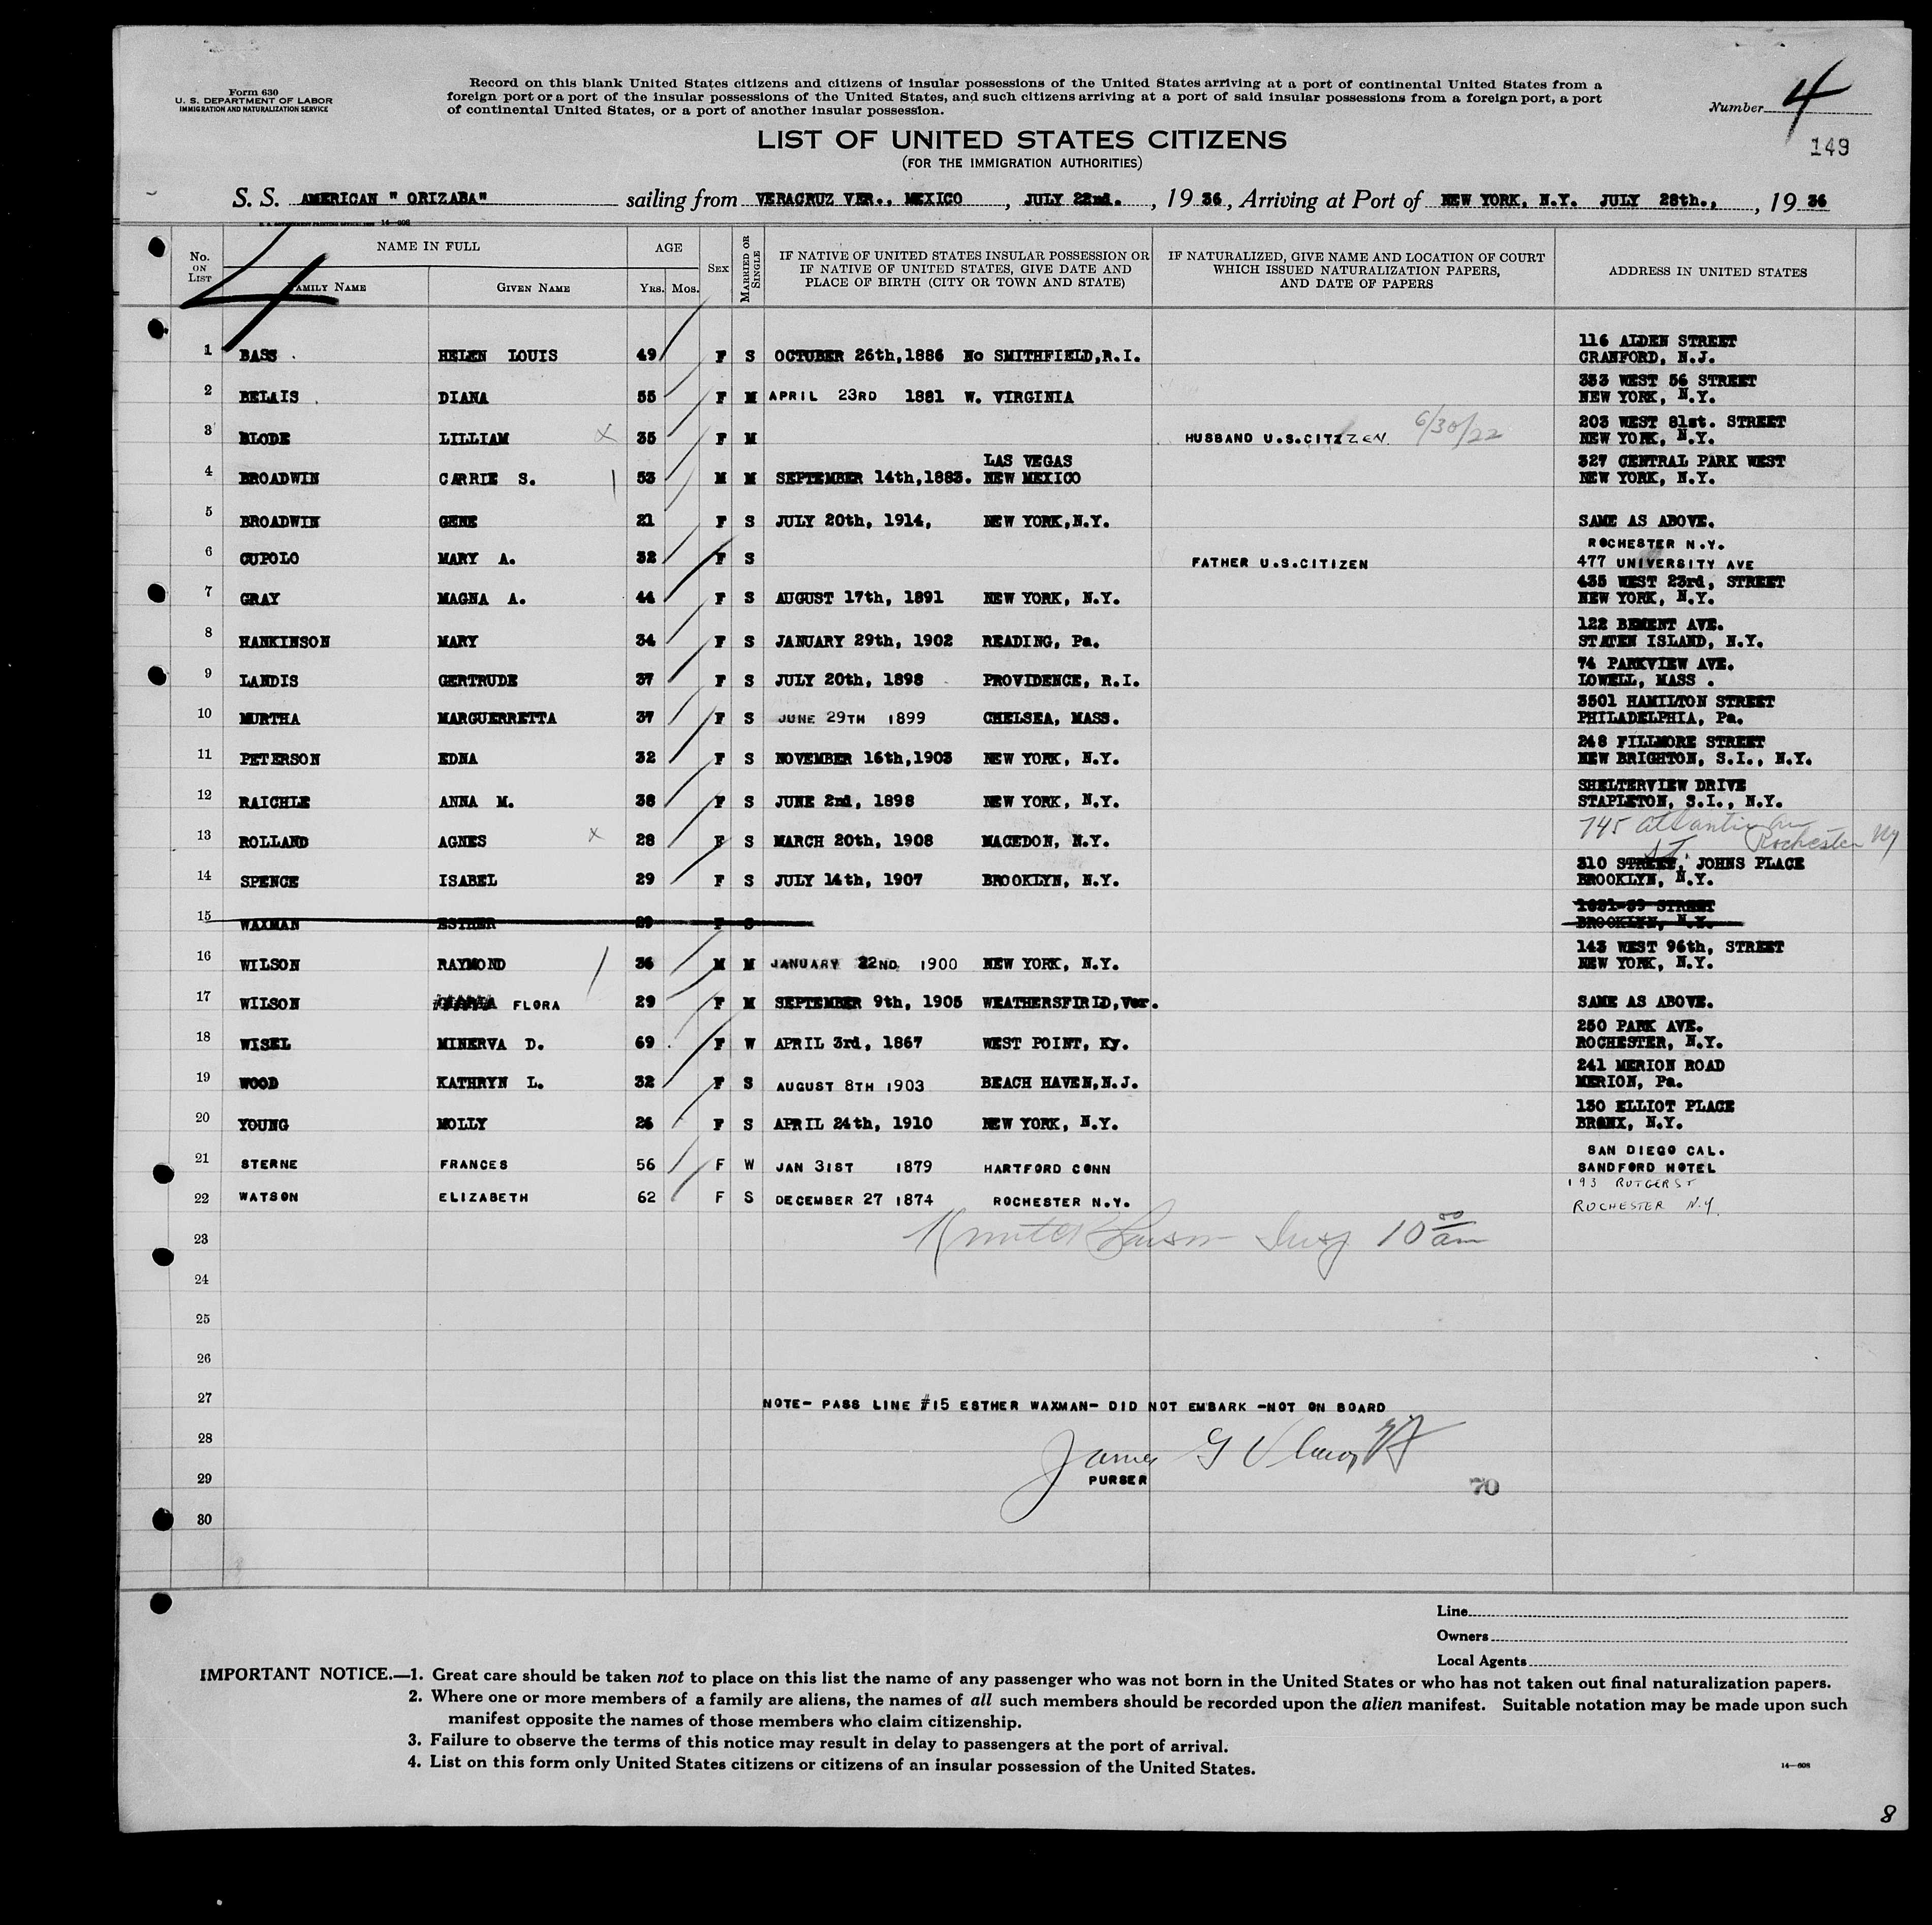 Form 630
U. S. DEPARTMENT OF LABOR
IMMIGRATION AND NATURALIZATION SERVICE
Record on this blank United States citizens and citizens of insular possessions of the United States arriving at a port of continental United States from a
foreign port or a port of the insular possessions of the United States, and such citizens arriving at a port of said insular possessions from a foreign port, a port
of continental United States, or a port of another insular possession.
Number 4
149
LIST OF UNITED STATES CITIZENS
(FOR THE IMMIGRATION AUTHORITIES)
S. S. AMERICAN " ORIZABA" sailing from VERACRUZ VER., MEXICO, JULY 22nd., 19 36, Arriving at Port of NEW YORK, N.Y. JULY 28th., 19 36
4
No. ON LIST
NAME IN FULL
FAMILY NAME
GIVEN NAME
AGE
Yrs. Mos.
SEX
MARRIED OR SINGLE
IF NATIVE OF UNITED STATES INSULAR POSSESSION OR
IF NATIVE OF UNITED STATES, GIVE DATE AND
PLACE OF BIRTH (CITY OR TOWN AND STATE)
IF NATURALIZED, GIVE NAME AND LOCATION OF COURT
WHICH ISSUED NATURALIZATION PAPERS,
AND DATE OF PAPERS
ADDRESS IN UNITED STATES
1 BASS HELEN LOUIS 49 F S OCTOBER 26th,1886 No SMITHFIELD,R.I. 116 ALDEN STREET
CRANFORD, N.J.
2 BELAIS DIANA 55 F M APRIL 23RD 1881 W. VIRGINIA 353 WEST 56 STREET
NEW YORK, N.Y.
3 BLODE LILLIAM X 35 F M HUSBAND U.S.CITZZEN. 6/30/22 203 WEST 81st. STREET
NEW YORK, N.Y.
4 BROADWIN CARRIE S. 53 M M SEPTEMBER 14th,1883. LAS VEGAS
NEW MEXICO 327 CENTRAL PARK WEST
NEW YORK, N.Y.
5 BROADWIN GENE 21 F S JULY 20th, 1914, NEW YORK,N.Y. SAME AS ABOVE.
6 CUPOLO MARY A. 32 F S FATHER U.S.CITIZEN ROCHESTER N.Y.
477 UNIVERSITY AVE
7 GRAY MAGNA A. 44 F S AUGUST 17th, 1891 NEW YORK, N.Y. 435 WEST 23rd, STREET
NEW YORK, N.Y.
8 HANKINSON MARY 34 F S JANUARY 29th, 1902 READING, Pa. 122 BEMENT AVE.
STATEN ISLAND, N.Y.
9 LANDIS GERTRUDE 37 F S JULY 20th, 1898 PROVIDENCE, R.I. 74 PARKVIEW AVE.
LOWELL, MASS .
10 MURTHA MARGUERRETTA 37 F S JUNE 29TH 1899 CHELSEA, MASS. 3501 HAMILTON STREET
PHILADELPHIA, Pa.
11 PETERSON EDNA 32 F S NOVEMBER 16th,1903 NEW YORK, N.Y. 248 FILLMORE STREET
NEW BRIGHTON, S.I., N.Y.
12 RAICHLE ANNA M. 38 F S JUNE 2nd, 1898 NEW YORK, N.Y. SHELTERVIEW DRIVE
STAPLETON, S.I., N.Y.
13 ROLLAND AGNES X 28 F S MARCH 20th, 1908 MACEDON, N.Y. 745 Atlantic Av
Rochester NY
14 SPENCE ISABEL 29 F S JULY 14th, 1907 BROOKLYN, N.Y. 310 STREET, ST. JOHNS PLACE
BROOKLYN, N.Y.
15 WAXMAN ESTHER 29 F S 1631-59 STREET
BROOKLYN, N.Y.
16 WILSON RAYMOND 36 M M JANUARY 22ND 1900 NEW YORK, N.Y. 143 WEST 96th, STREET
NEW YORK, N.Y.
17 WILSON FLORA 29 F M SEPTEMBER 9th, 1905 WEATHERSFIRID,Ver. SAME AS ABOVE.
18 WISEL MINERVA D. 69 F W APRIL 3rd, 1867 WEST POINT, Ky. 250 PARK AVE.
ROCHESTER, N.Y.
19 WOOD KATHRYN L. 32 F S AUGUST 8TH 1903 BEACH HAVEN,N.J. 241 MERION ROAD
MERION, Pa.
20 YOUNG MOLLY 26 F S APRIL 24th, 1910 NEW YORK, N.Y. 130 ELLIOT PLACE
BRONX, N.Y.
21 STERNE FRANCES 56 F W JAN 31ST 1879 HARTFORD CONN SAN DIEGO CAL.
SANDFORD HOTEL
22 WATSON ELIZABETH 62 F S DECEMBER 27 1874 ROCHESTER N.Y. 193 RUTGERST
ROCHESTER N.Y.
23 Insp 10 00 am
24
25
26
27 NOTE- PASS LINE #15 ESTHER WAXMAN- DID NOT EMBARK -NOT ON BOARD
28 James G
29 PURSER 70
30
Line
Owners
Local Agents
IMPORTANT NOTICE.—1. Great care should be taken not to place on this list the name of any passenger who was not born in the United States or who has not taken out final naturalization papers.
2. Where one or more members of a family are aliens, the names of all such members should be recorded upon the alien manifest. Suitable notation may be made upon such
manifest opposite the names of those members who claim citizenship.
3. Failure to observe the terms of this notice may result in delay to passengers at the port of arrival.
4. List on this form only United States citizens or citizens of an insular possession of the United States.
14—608
8